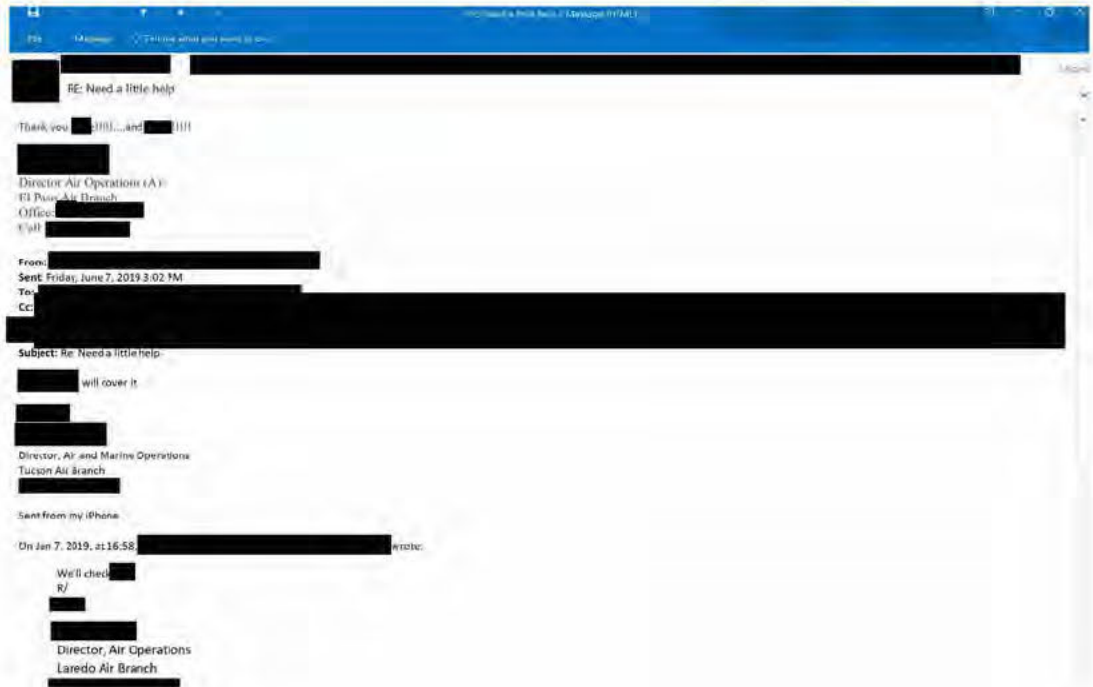 Message
RE: Need a little help
Thank you !!!!!....and !!!!!
Director Air Operations (A)
El Paso Air Branch
Office:
Cell:
From:
Sent: Friday, June 7, 2019 3:02 PM
To:
Cc:
Subject: Re: Need a little help
will cover it
Director, Air and Marine Operations
Tucson Air Branch
Sent from my iPhone
On Jun 7, 2019, at 16:58, wrote:
We'll check
R/
Director, Air Operations
Laredo Air Branch